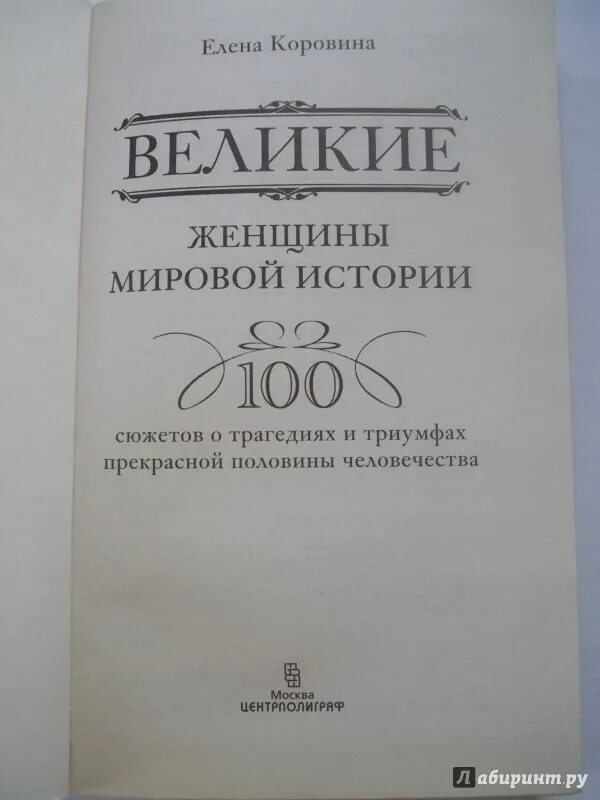 Елена Коровина
ВЕЛИКИЕ
ЖЕНЩИНЫ
МИРОВОЙ ИСТОРИИ
100
сюжетов о трагедиях и триумфах
прекрасной половины человечества
Москва
ЦЕНТРПОЛИГРАФ
Лабиринт.ру